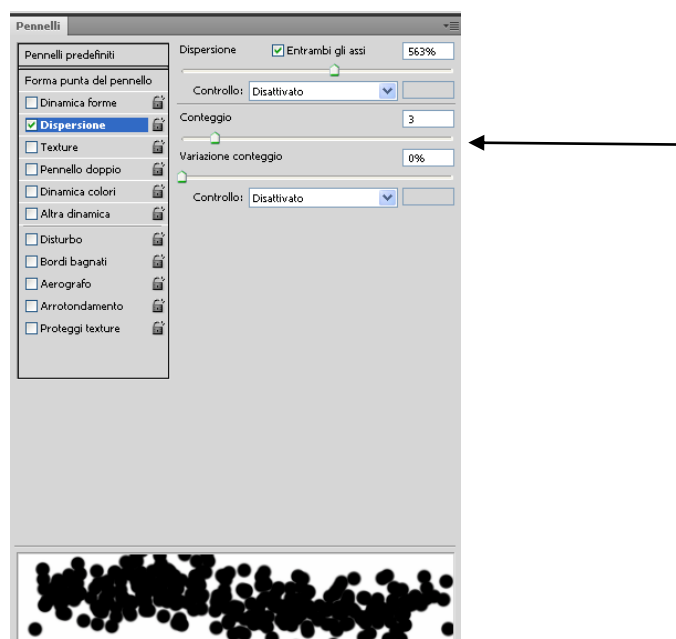 Pennelli
Pennelli predefiniti
Forma punta del pennello
Dinamica forme
Dispersione
Texture
Pennello doppio
Dinamica colori
Altra dinamica
Disturbo
Bordi bagnati
Aerografo
Arrotondamento
Proteggi texture
Dispersione Entrambi gli assi 563%
Controllo: Disattivato
Conteggio 3
Variazione conteggio 0%
Controllo: Disattivato